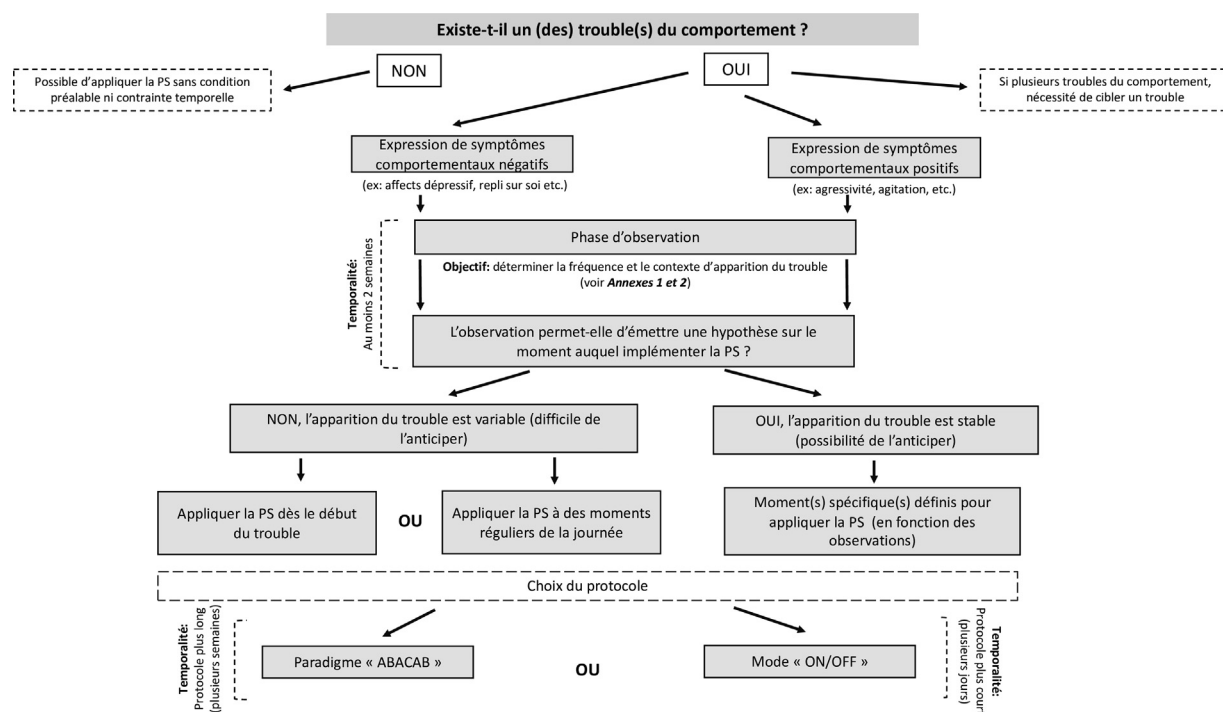 Existe-t-il un (des) trouble(s) du comportement ?
NON
OUI
Possible d'appliquer la PS sans condition
préalable ni contrainte temporelle
Si plusieurs troubles du comportement,
nécessité de cibler un trouble
Expression de symptômes
comportementaux négatifs
(ex: affects dépressif, repli sur soi etc.)
Expression de symptômes
comportementaux positifs
(ex: agressivité, agitation, etc.)
Temporalité:
Au moins 2 semaines
Phase d'observation
Objectif: déterminer la fréquence et le contexte d'apparition du trouble
(voir Annexes 1 et 2)
L'observation permet-elle d'émettre une hypothèse sur le
moment auquel implémenter la PS ?
NON, l'apparition du trouble est variable (difficile de
l'anticiper)
OUI, l'apparition du trouble est stable
(possibilité de l'anticiper)
Appliquer la PS dès le début
du trouble
OU
Appliquer la PS à des moments
réguliers de la journée
Moment(s) spécifique(s) définis pour
appliquer la PS (en fonction des
observations)
Choix du protocole
Temporalité:
Protocole plus long
(plusieurs semaines)
Paradigme « ABACAB »
OU
Mode « ON/OFF »
Temporalité:
Protocole plus court
(plusieurs jours)